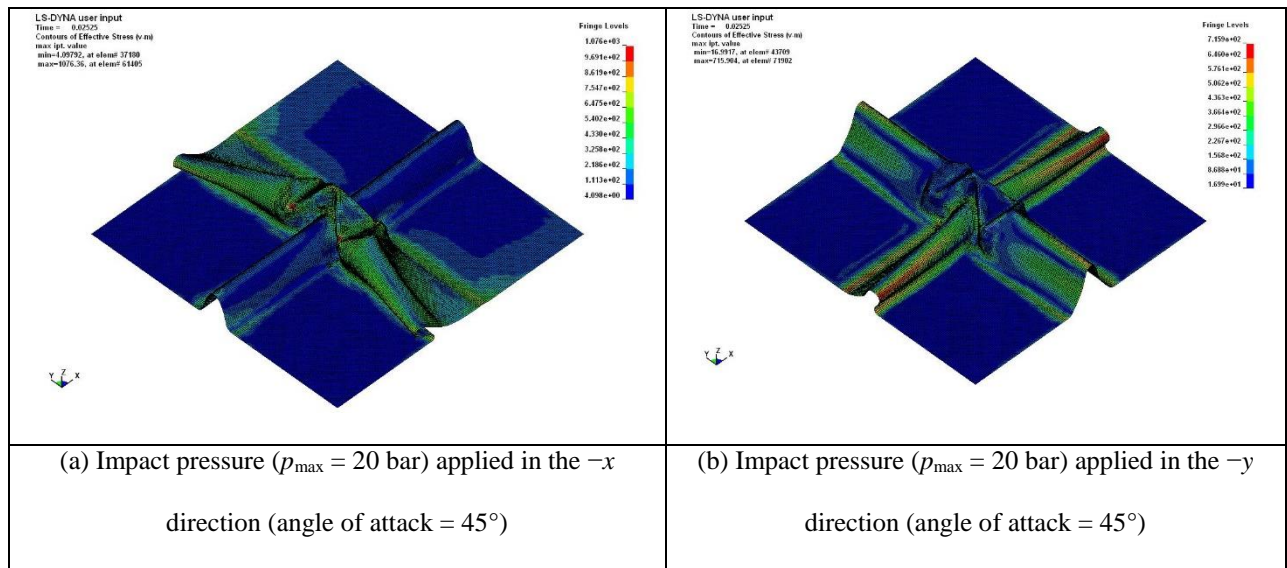 LS-DYNA user input
Time = 0.02525
Contours of Effective Stress (v-m)
max ipt. value
min=4.09792, at elem# 37180
max=1076.36, at elem# 61405
Fringe Levels
1.076e+03
9.691e+02
8.619e+02
7.547e+02
6.475e+02
5.402e+02
4.330e+02
3.258e+02
2.186e+02
1.113e+02
4.098e+00
Y Z X
LS-DYNA user input
Time = 0.02525
Contours of Effective Stress (v-m)
max ipt. value
min=16.9917, at elem# 43709
max=715.904, at elem# 71902
Fringe Levels
7.159e+02
6.460e+02
5.761e+02
5.062e+02
4.363e+02
3.664e+02
2.966e+02
2.267e+02
1.568e+02
8.688e+01
1.699e+01
Y Z X
(a) Impact pressure (pmax = 20 bar) applied in the −x
direction (angle of attack = 45°)
(b) Impact pressure (pmax = 20 bar) applied in the −y
direction (angle of attack = 45°)